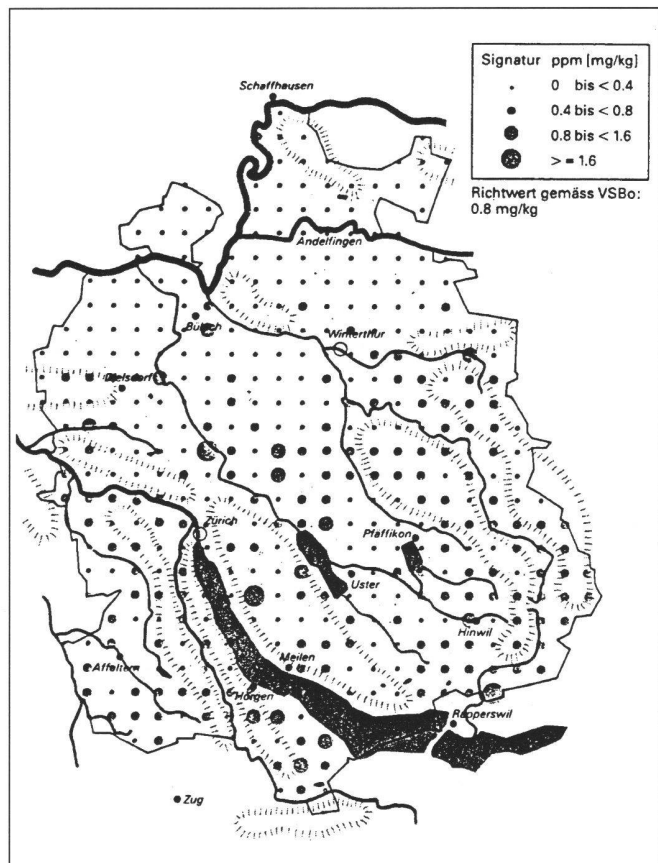 Signatur ppm [mg/kg]
0 bis < 0.4
0.4 bis < 0.8
0.8 bis < 1.6
> = 1.6
Richtwert gemäss VSBo:
0.8 mg/kg
Schaffhausen
Andelfingen
Bülach
Winterthur
Dielsdorf
Zürich
Pfäffikon
Uster
Hinwil
Meilen
Affoltern
Horgen
Rapperswil
Zug